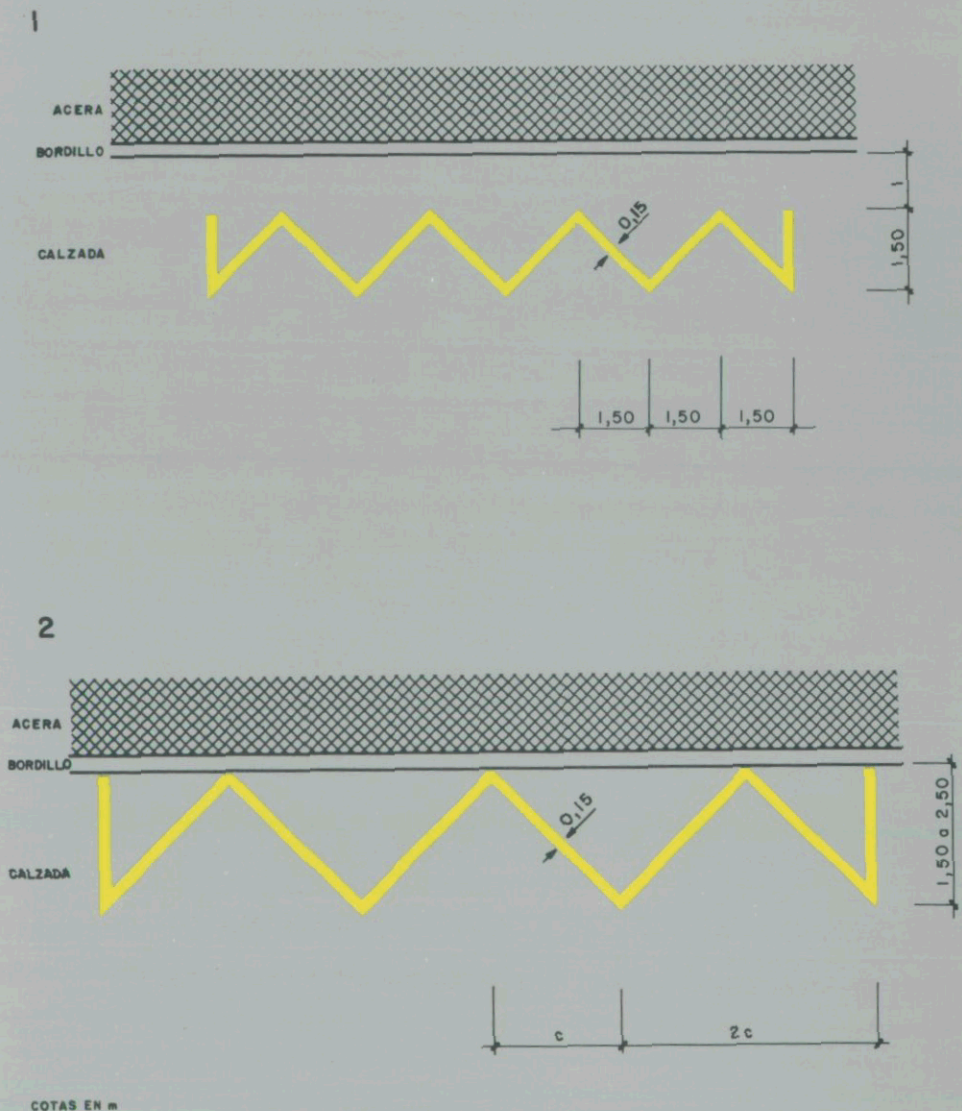 1
ACERA
BORDILLO
CALZADA
0,15
1
1,50
1,50
1,50
1,50
2
ACERA
BORDILLO
CALZADA
0,15
1,50 a 2,50
c
2c
COTAS EN m